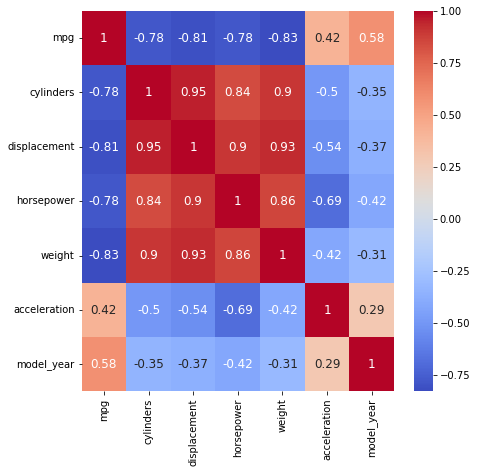 1.00
mpg 1 -0.78 -0.81 -0.78 -0.83 0.42 0.58
0.75
cylinders -0.78 1 0.95 0.84 0.9 -0.5 -0.35
0.50
displacement -0.81 0.95 1 0.9 0.93 -0.54 -0.37
0.25
horsepower -0.78 0.84 0.9 1 0.86 -0.69 -0.42
0.00
weight -0.83 0.9 0.93 0.86 1 -0.42 -0.31
−0.25
acceleration 0.42 -0.5 -0.54 -0.69 -0.42 1 0.29
−0.50
model_year 0.58 -0.35 -0.37 -0.42 -0.31 0.29 1
−0.75
mpg
cylinders
displacement
horsepower
weight
acceleration
model_year